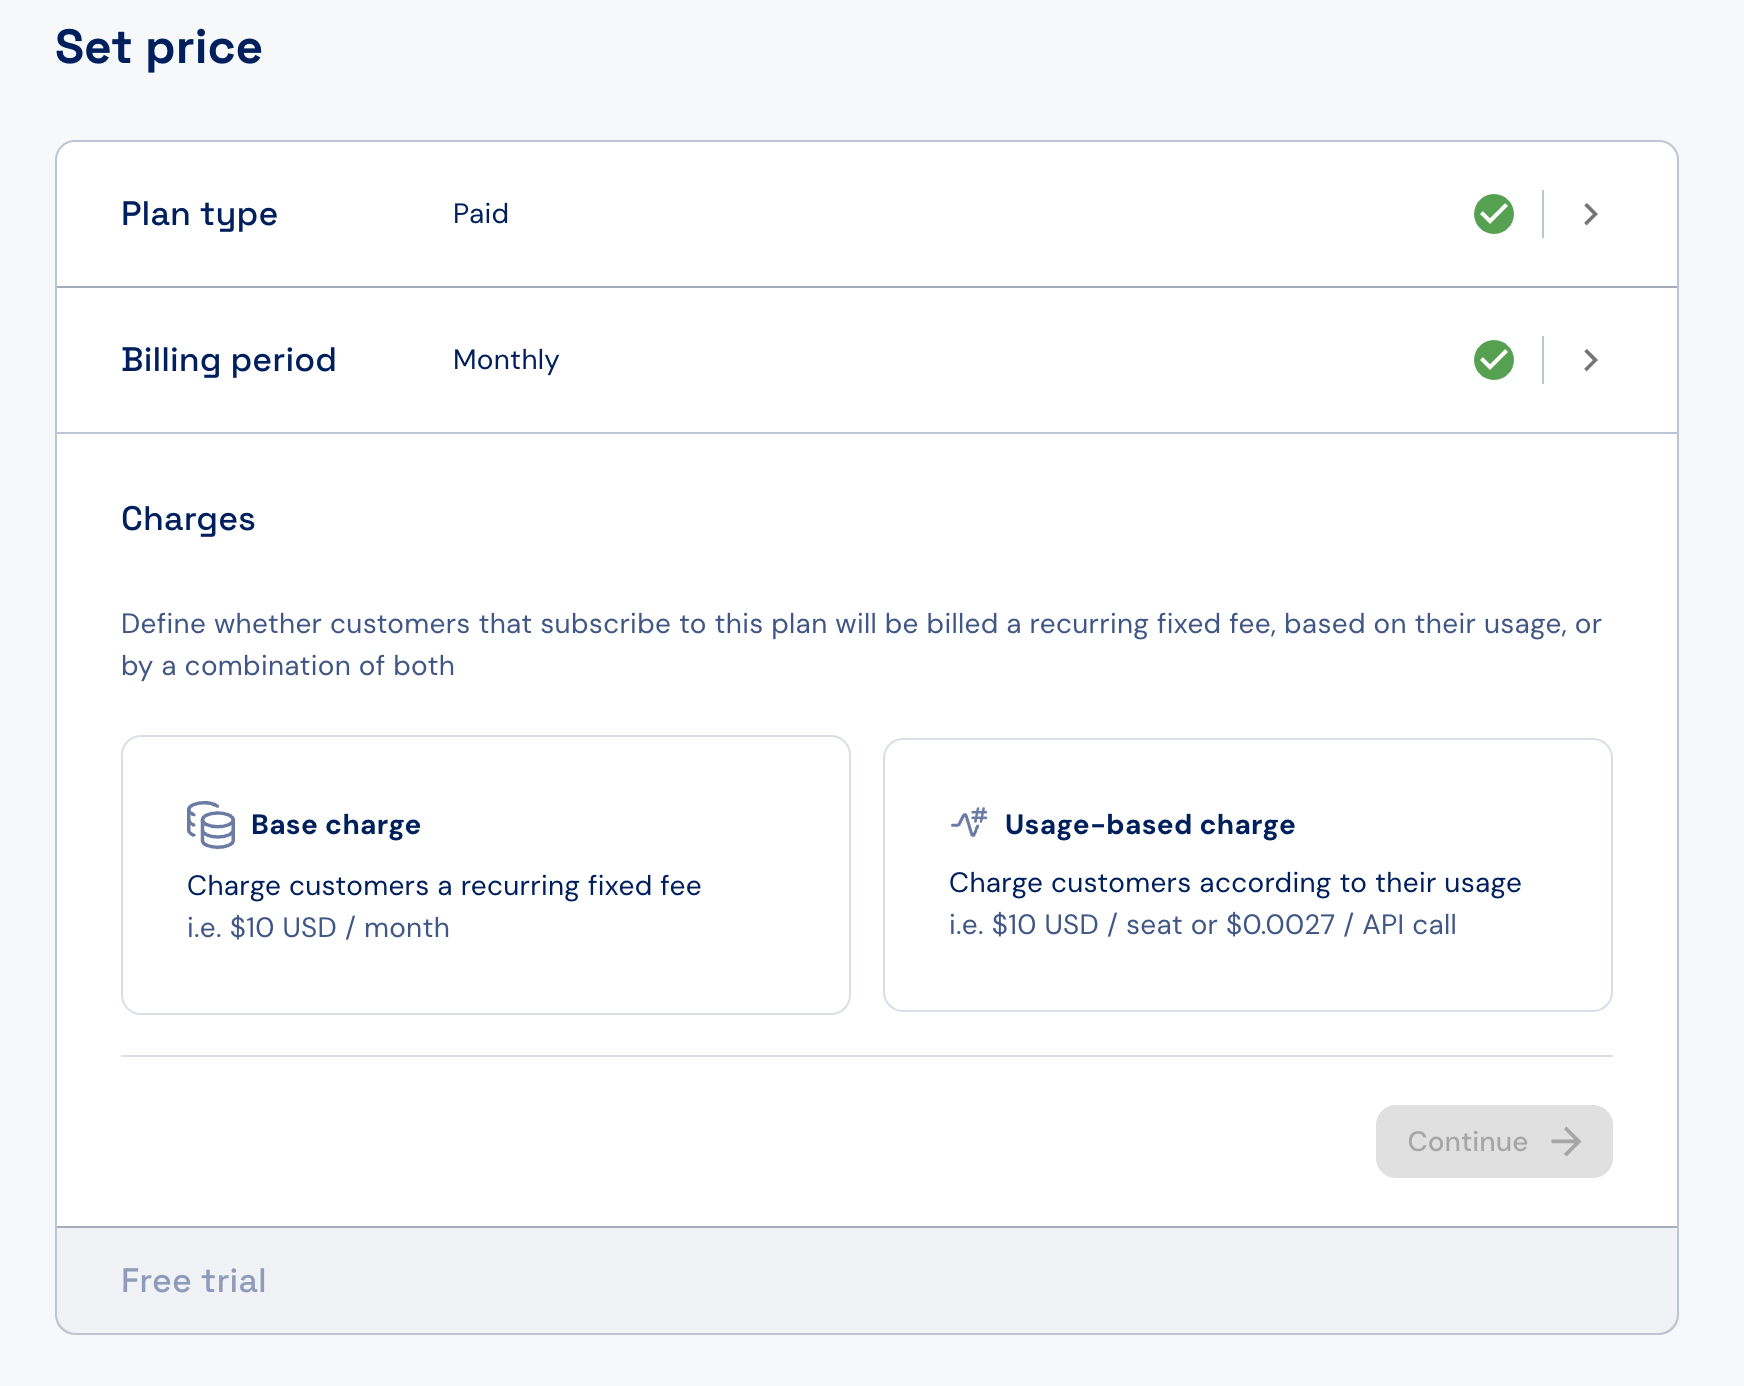 Set price
Plan type
Paid
Billing period
Monthly
Charges
Define whether customers that subscribe to this plan will be billed a recurring fixed fee, based on their usage, or
by a combination of both
Base charge
Charge customers a recurring fixed fee
i.e. $10 USD / month
Usage-based charge
Charge customers according to their usage
i.e. $10 USD / seat or $0.0027 / API call
Continue
Free trial